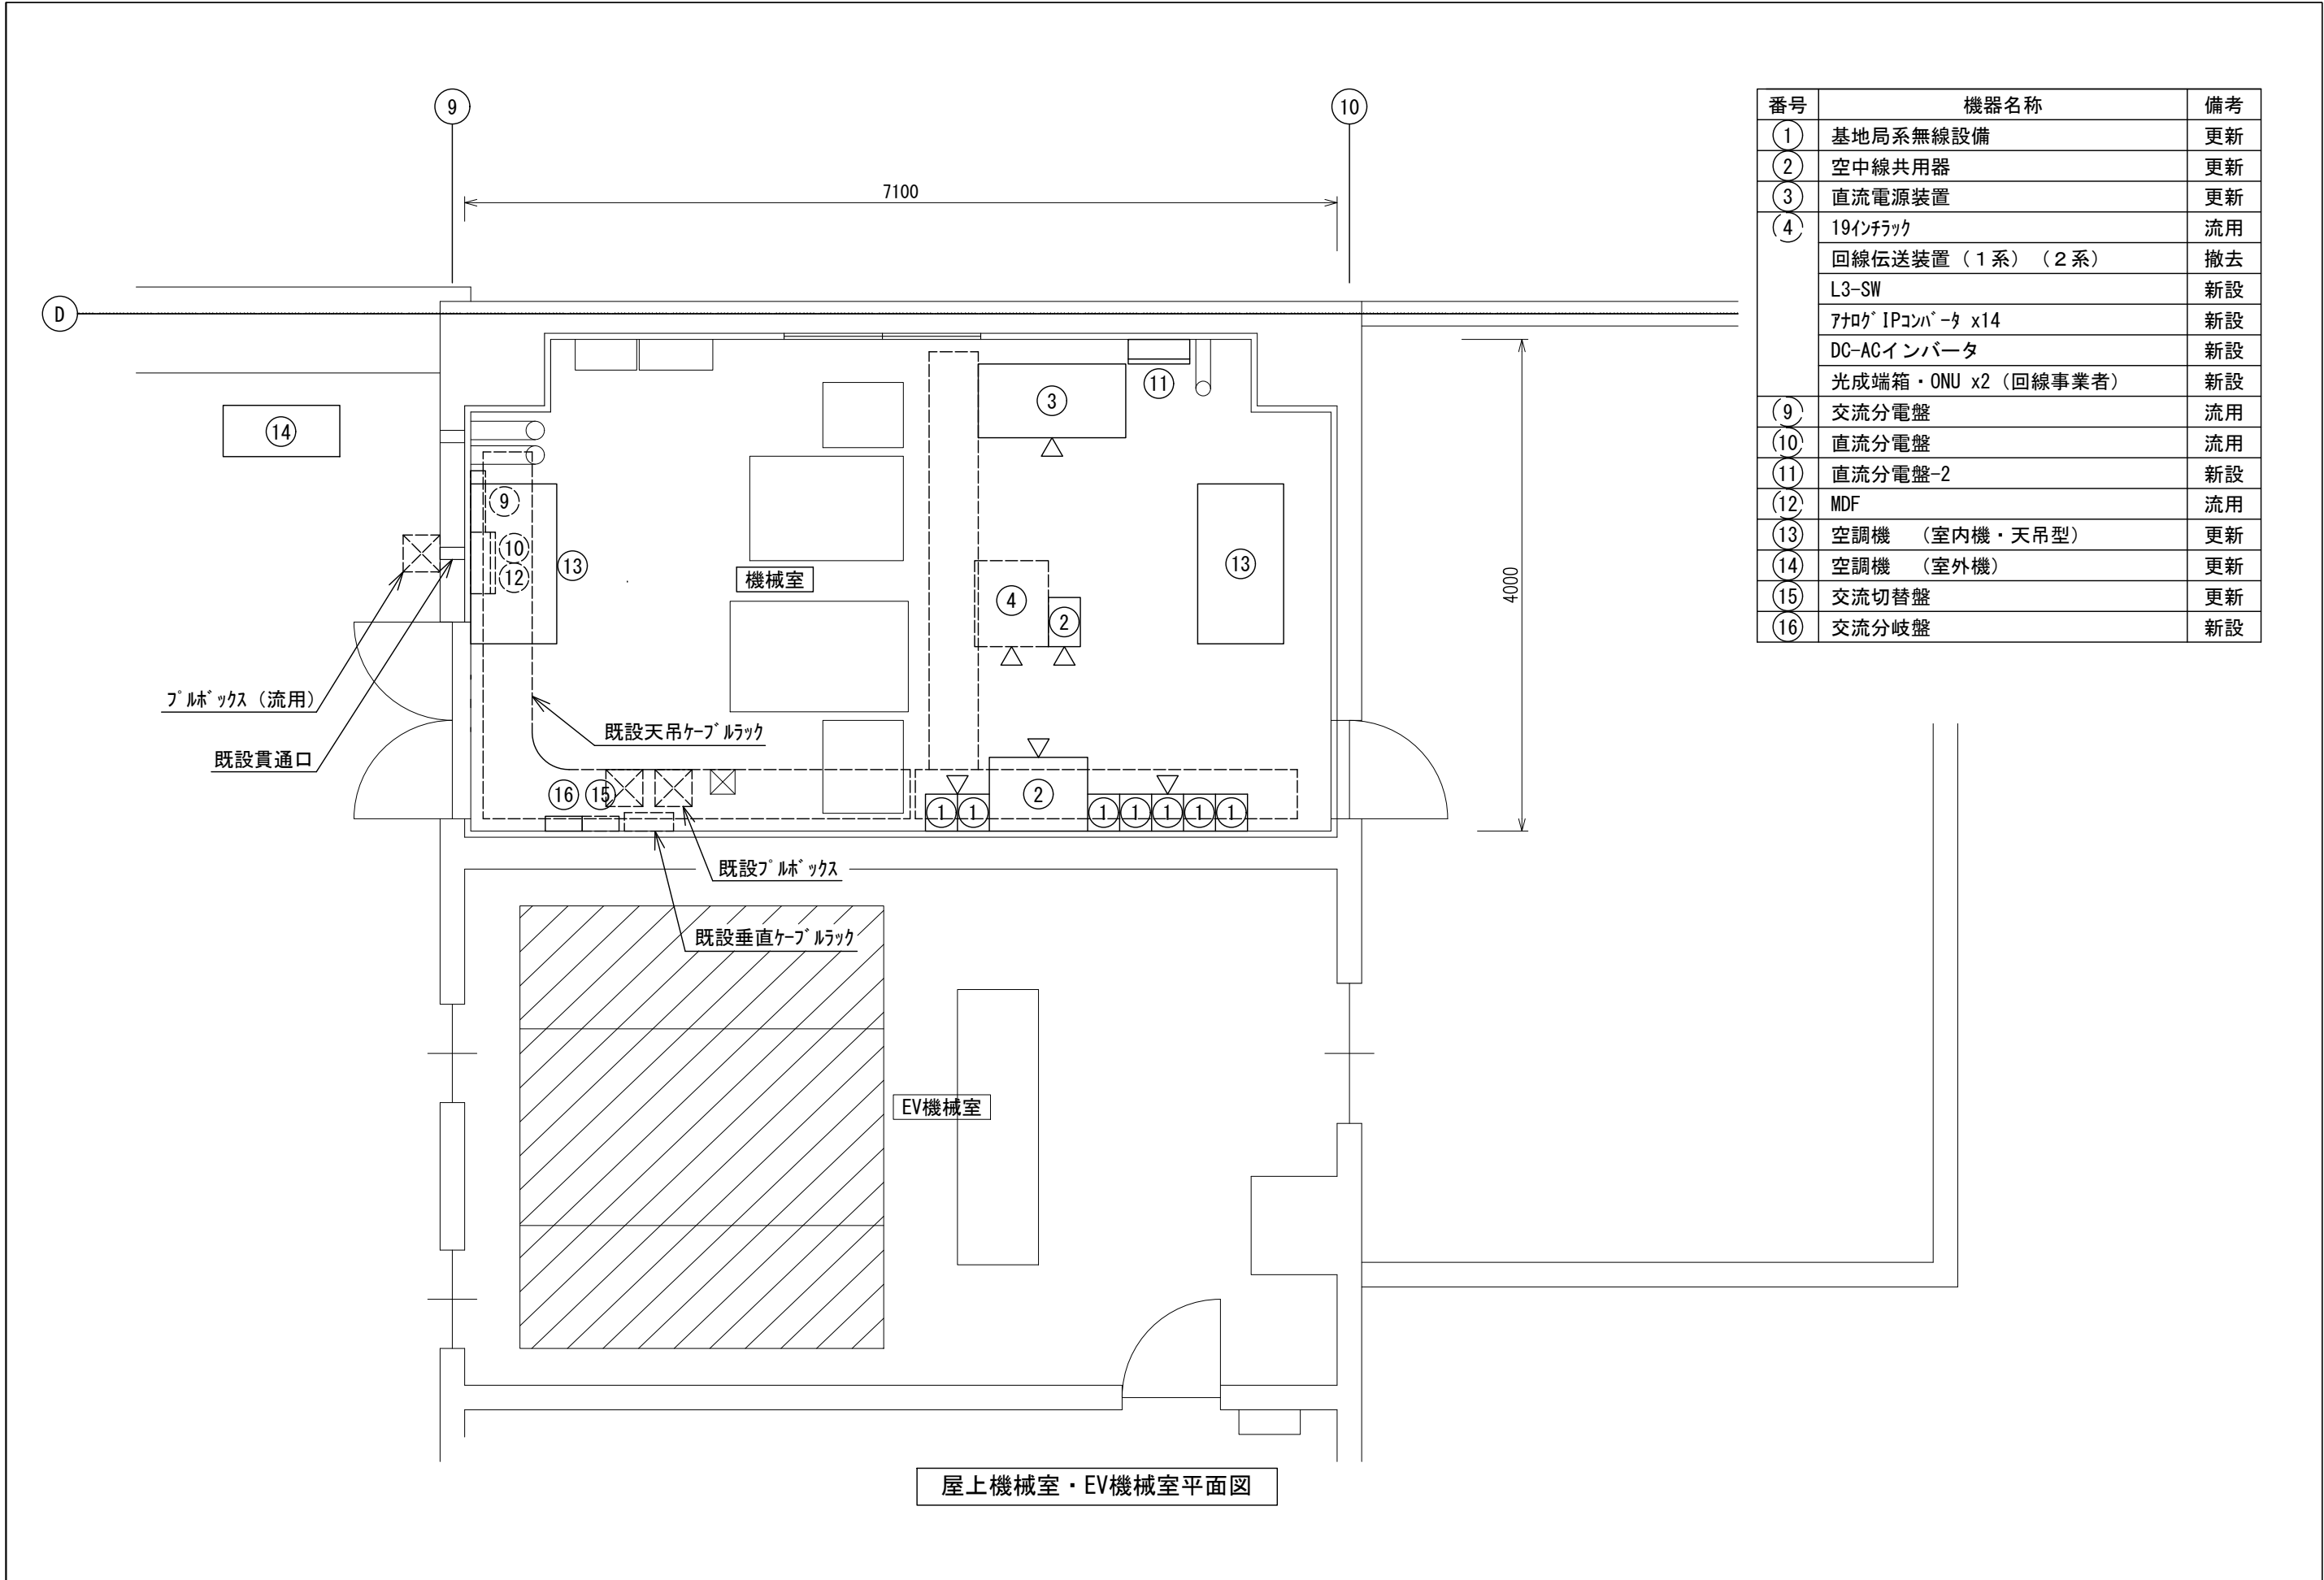 9
10
7100
D
番号 機器名称 備考
1 基地局系無線設備 更新
2 空中線共用器 更新
3 直流電源装置 更新
4 19ｲﾝﾁﾗｯｸ 流用
回線伝送装置（１系）（２系） 撤去
L3-SW 新設
ｱﾅﾛｸﾞIPｺﾝﾊﾞｰﾀ x14 新設
DC-ACインバータ 新設
光成端箱・ONU x2（回線事業者） 新設
9 交流分電盤 流用
10 直流分電盤 流用
11 直流分電盤-2 新設
12 MDF 流用
13 空調機 （室内機・天吊型） 更新
14 空調機 （室外機） 更新
15 交流切替盤 更新
16 交流分岐盤 新設
11
3
14
9
10
12
13
機械室
13
4
2
4000
ﾌﾟﾙﾎﾞｯｸｽ（流用）
既設天吊ｹｰﾌﾞﾙﾗｯｸ
既設貫通口
16 15
2
1 1 1 1 1 1 1
既設ﾌﾟﾙﾎﾞｯｸｽ
既設垂直ｹｰﾌﾞﾙﾗｯｸ
EV機械室
屋上機械室・EV機械室平面図